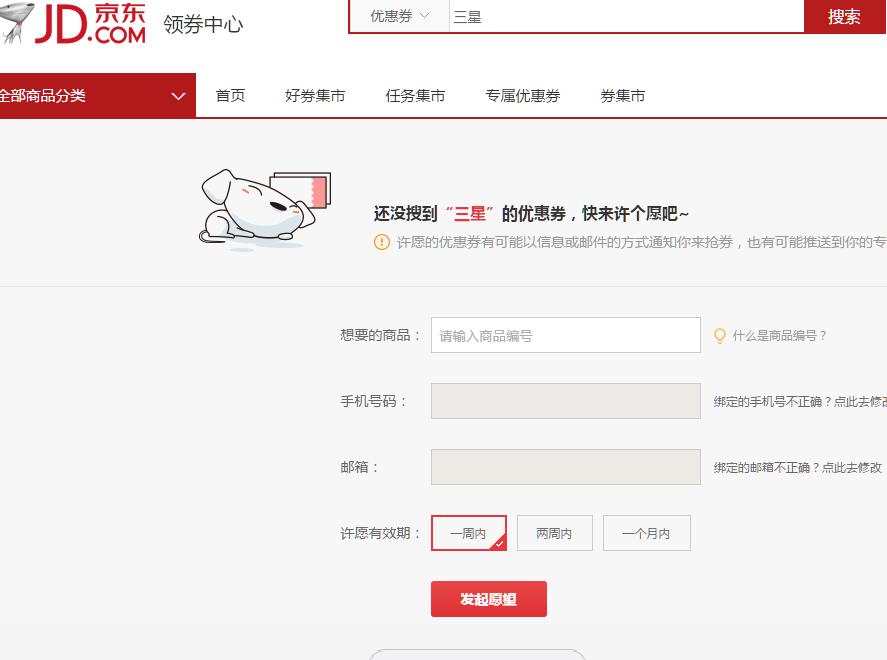 JD.COM 京东 领券中心 优惠券 三星 搜索
全部商品分类 首页 好券集市 任务集市 专属优惠券 券集市
还没搜到“三星”的优惠券，快来许个愿吧~
许愿的优惠券有可能以信息或邮件的方式通知你来抢券，也有可能推送到你的专
想要的商品： 请输入商品编号 什么是商品编号？
手机号码： 绑定的手机号不正确？点此去修改
邮箱： 绑定的邮箱不正确？点此去修改
许愿有效期： 一周内 两周内 一个月内
发起愿望